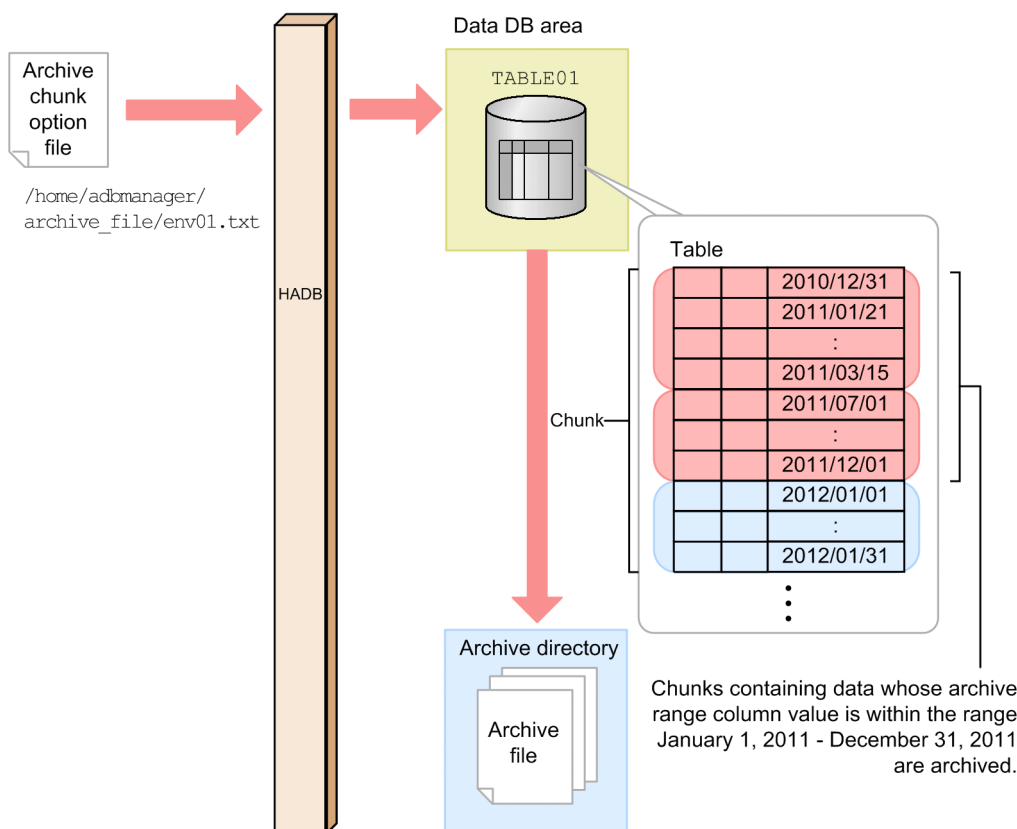 Data DB area
Archive
chunk
option
file
/home/adbmanager/
archive_file/env01.txt
HADB
TABLE01
Table
2010/12/31
2011/01/21
:
2011/03/15
2011/07/01
:
2011/12/01
2012/01/01
:
2012/01/31
Chunk
Archive directory
Archive
file
Chunks containing data whose archive
range column value is within the range
January 1, 2011 - December 31, 2011
are archived.